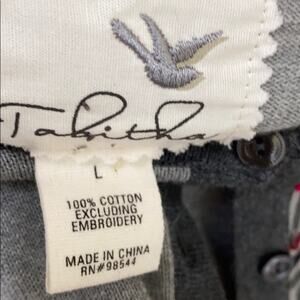 Tabitha
L
100% COTTON
EXCLUDING
EMBROIDERY
MADE IN CHINA
RN#98544